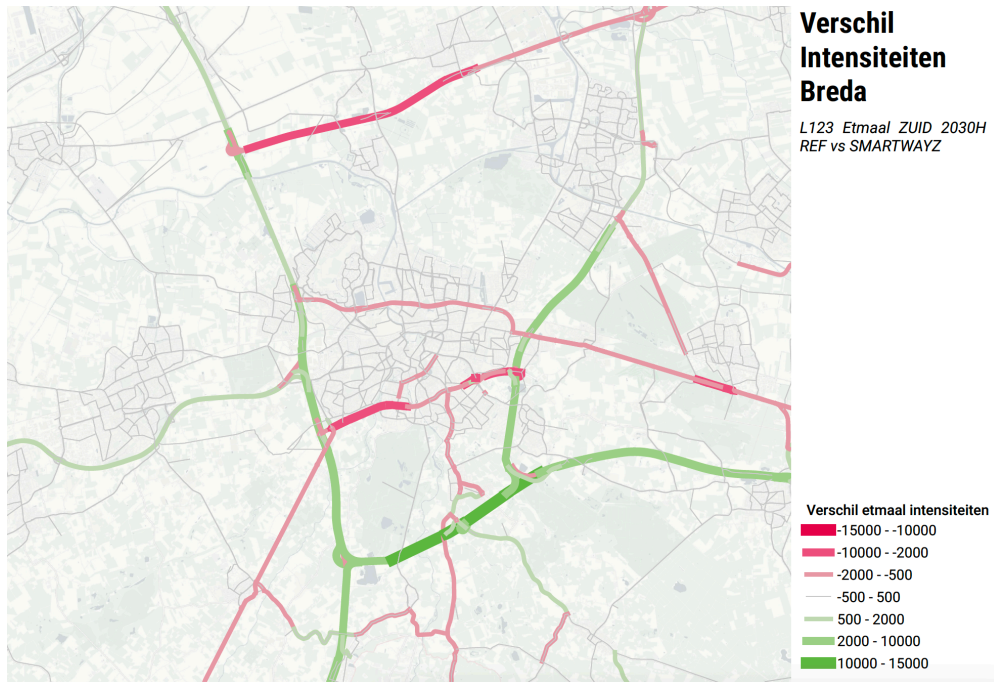 Verschil
Intensiteiten
Breda
L123 Etmaal ZUID 2030H
REF vs SMARTWAYZ
Verschil etmaal intensiteiten
-15000 - -10000
-10000 - -2000
-2000 - -500
-500 - 500
500 - 2000
2000 - 10000
10000 - 15000